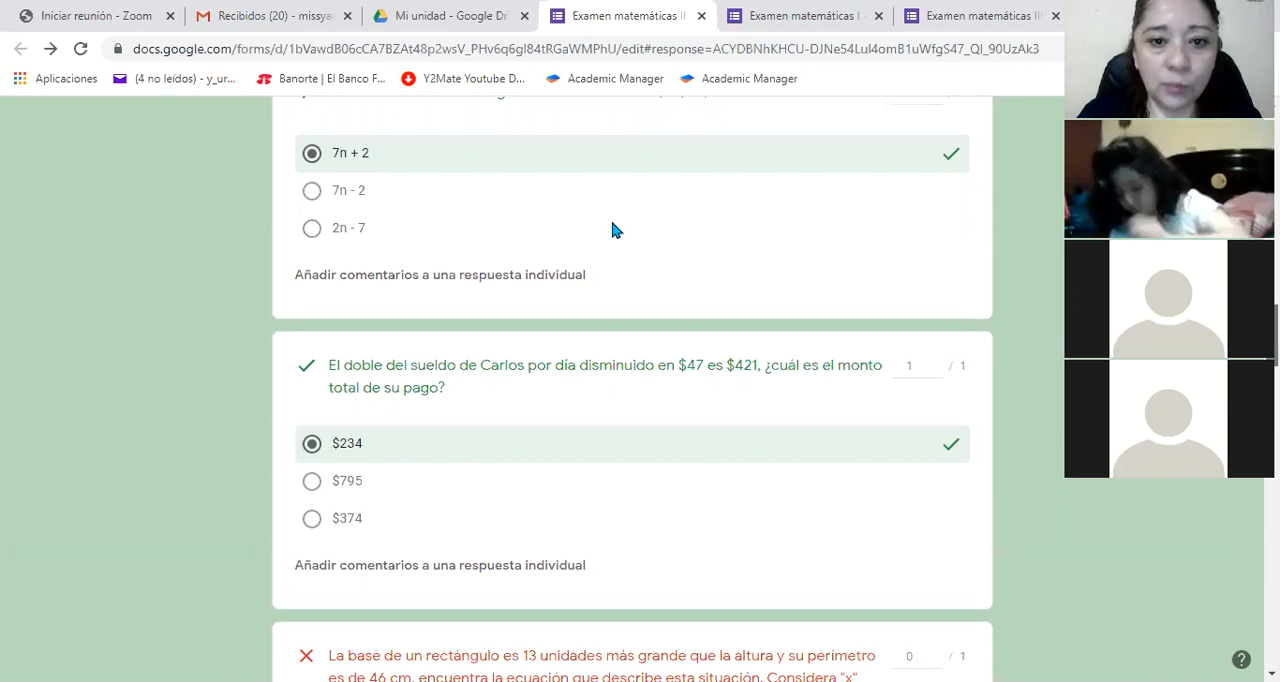 Iniciar reunión - Zoom
Recibidos (20) - missya
Mi unidad - Google Dr
Examen matemáticas II
Examen matemáticas I -
Examen matemáticas III
docs.google.com/forms/d/1bVawdB06cCA7BZAt48p2wsV_PHv6q6gl84tRGaWMPhU/edit#response=ACYDBNhKHCU-DJNe54Lul4omB1uWfgS47_QI_90UzAk3
Aplicaciones
(4 no leídos) - y_ur...
Banorte | El Banco F...
Y2Mate Youtube D...
Academic Manager
Academic Manager
7n + 2
7n - 2
2n - 7
Añadir comentarios a una respuesta individual
El doble del sueldo de Carlos por día disminuido en $47 es $421, ¿cuál es el monto
total de su pago?
1 / 1
$234
$795
$374
Añadir comentarios a una respuesta individual
La base de un rectángulo es 13 unidades más grande que la altura y su perímetro
es de 46 cm, encuentra la ecuación que describe esta situación. Considera "x"
0 / 1